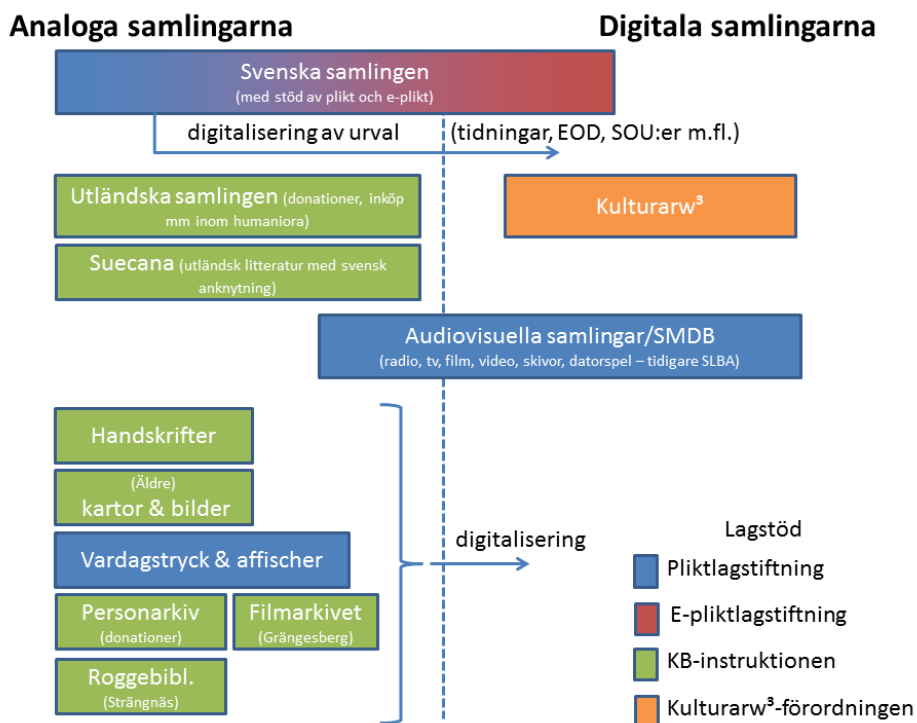 Analoga samlingarna
Digitala samlingarna
Svenska samlingen
(med stöd av plikt och e-plikt)
digitalisering av urval
(tidningar, EOD, SOU:er m.fl.)
Utländska samlingen (donationer, inköp
mm inom humaniora)
Kulturarw³
Suecana (utländsk litteratur med svensk
anknytning)
Audiovisuella samlingar/SMDB
(radio, tv, film, video, skivor, datorspel – tidigare SLBA)
Handskrifter
(Äldre)
kartor & bilder
Vardagstryck & affischer
Personarkiv
(donationer)
Filmarkivet
(Grängesberg)
Roggebibl.
(Strängnäs)
digitalisering
Lagstöd
Pliktlagstiftning
E-pliktlagstiftning
KB-instruktionen
Kulturarw³-förordningen